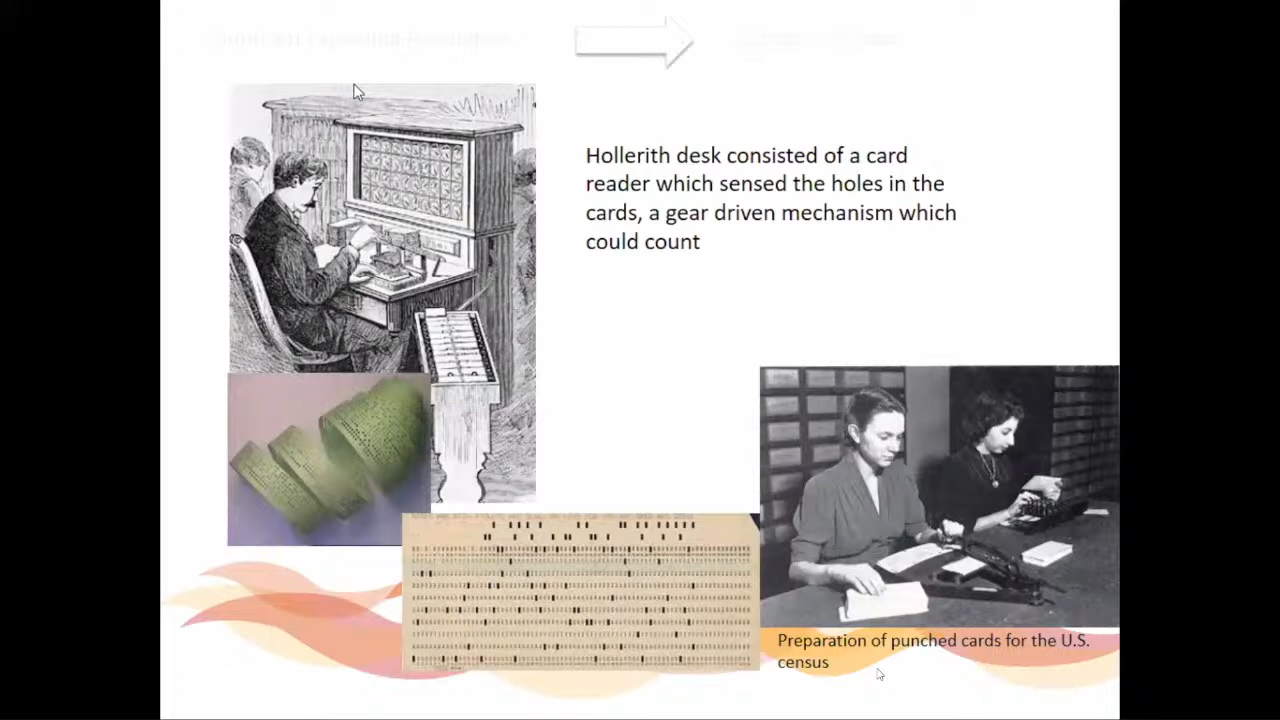 Hollerith desk consisted of a card
reader which sensed the holes in the
cards, a gear driven mechanism which
could count
Preparation of punched cards for the U.S.
census